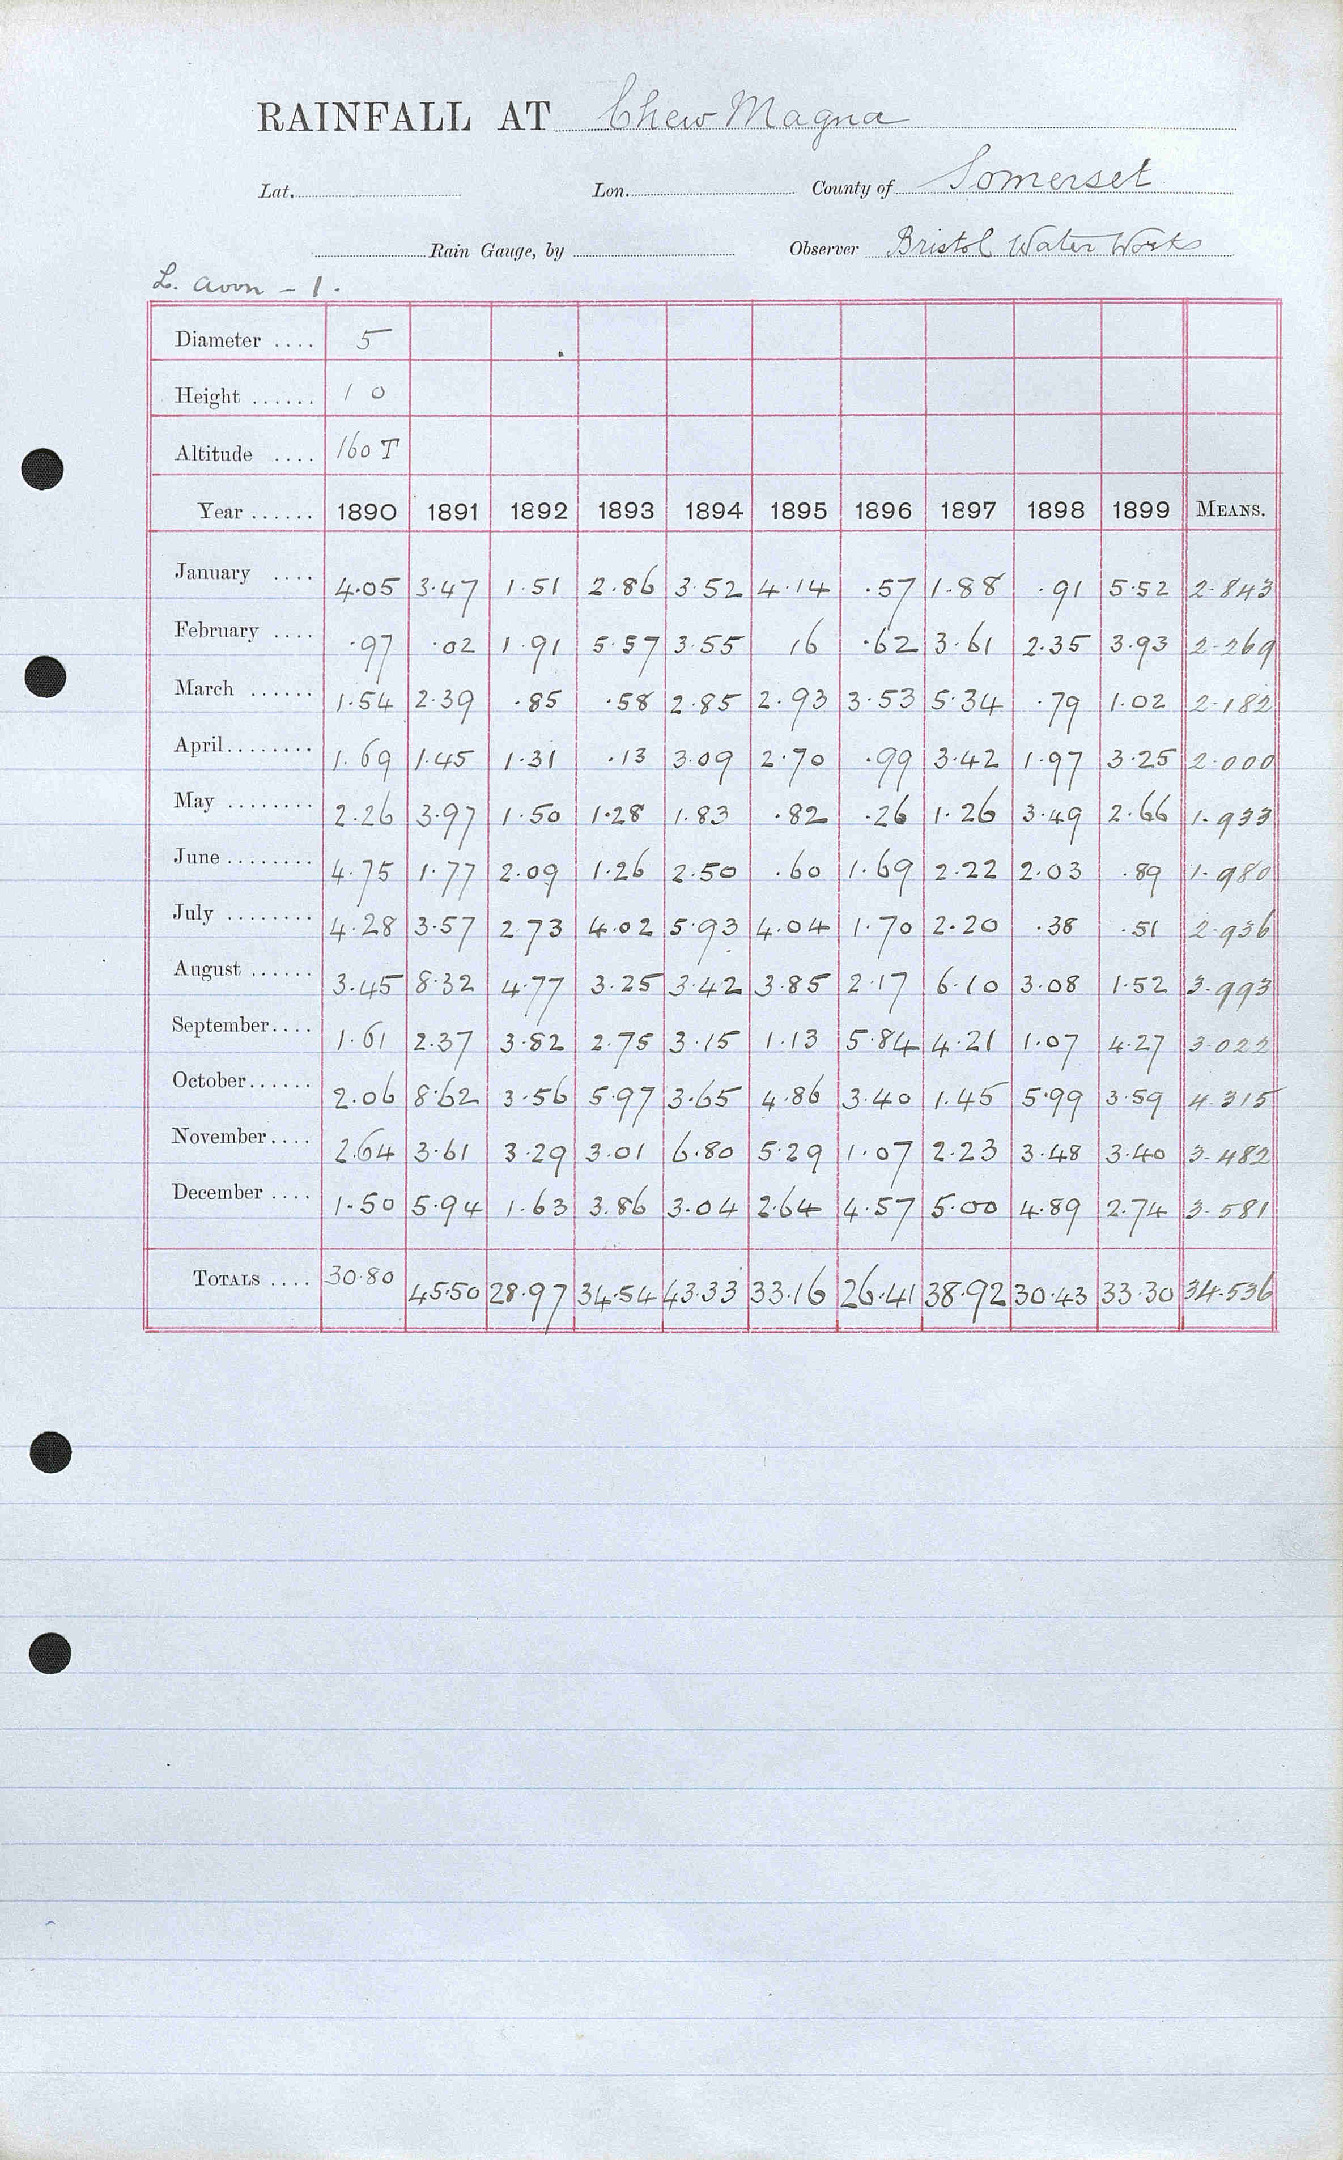 RAINFALL AT Chew Magna
Lat. Lon. County of Somerset
Rain Gauge, by Observer Bristol Water Works
L. Avon - 1.
Diameter .... 5
Height ...... 1 0
Altitude .... 160 T
Year ...... 1890 1891 1892 1893 1894 1895 1896 1897 1898 1899 MEANS.
January .... 4.05 3.47 1.51 2.86 3.52 4.14 .57 1.88 .91 5.52 2.843
February .... .97 .02 1.91 5.57 3.55 16 .62 3.61 2.35 3.93 2.269
March ...... 1.54 2.39 .85 .58 2.85 2.93 3.53 5.34 .79 1.02 2.182
April ........ 1.69 1.45 1.31 .13 3.09 2.70 .99 3.42 1.97 3.25 2.000
May ........ 2.26 3.97 1.50 1.28 1.83 .82 .26 1.26 3.49 2.66 1.933
June ........ 4.75 1.77 2.09 1.26 2.50 .60 1.69 2.22 2.03 .89 1.980
July ........ 4.28 3.57 2.73 4.02 5.93 4.04 1.70 2.20 .38 .51 2.936
August ...... 3.45 8.32 4.77 3.25 3.42 3.85 2.17 6.10 3.08 1.52 3.993
September .... 1.61 2.37 3.82 2.75 3.15 1.13 5.84 4.21 1.07 4.27 3.022
October ...... 2.06 8.62 3.56 5.97 3.65 4.86 3.40 1.45 5.99 3.59 4.315
November .... 2.64 3.61 3.29 3.01 6.80 5.29 1.07 2.23 3.48 3.40 3.482
December .... 1.50 5.94 1.63 3.86 3.04 2.64 4.57 5.00 4.89 2.74 3.581
TOTALS .... 30.80 45.50 28.97 34.54 43.33 33.16 26.41 38.92 30.43 33.30 34.536